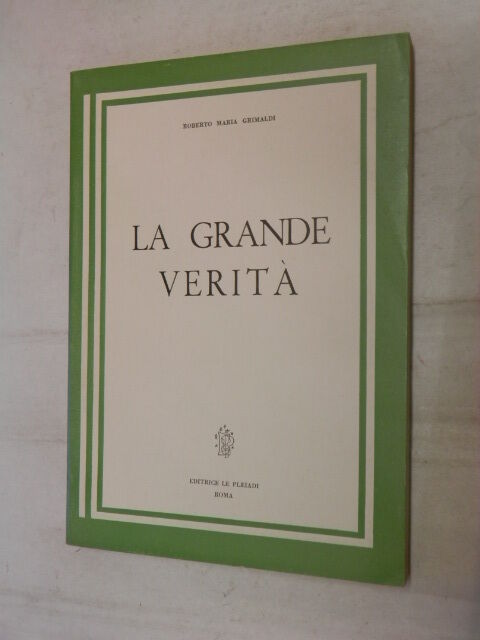 ROBERTO MARIA GRIMALDI
LA GRANDE
VERITÀ
EDITRICE LE PLEIADI
ROMA